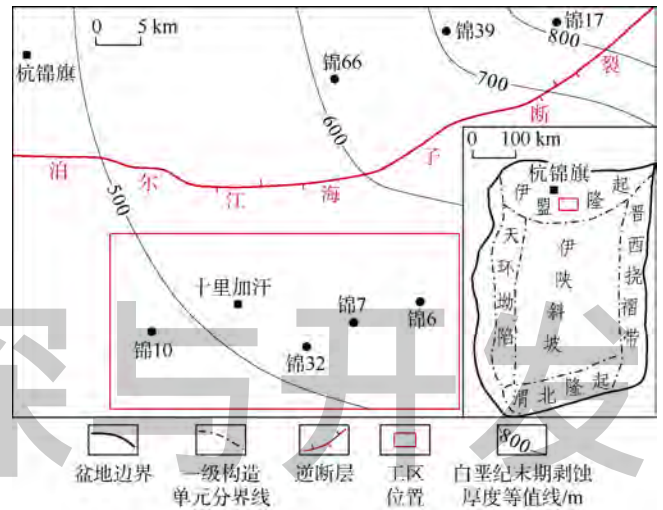 0 5 km
锦39
锦17
800
杭锦旗
锦66
700
裂
断
600
子
泊 尔 江 海
500
0 100 km
杭锦旗
伊 盟 隆 起
天环坳陷
伊陕斜坡
晋西挠褶带
渭北隆起
十里加汗
锦10
锦32
锦7
锦6
探与开发
800
盆地边界
一级构造
单元分界线
逆断层
工区
位置
白垩纪末期剥蚀
厚度等值线/m